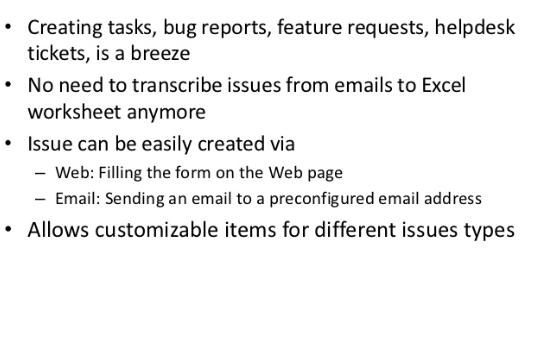 • Creating tasks, bug reports, feature requests, helpdesk
tickets, is a breeze
• No need to transcribe issues from emails to Excel
worksheet anymore
• Issue can be easily created via
– Web: Filling the form on the Web page
– Email: Sending an email to a preconfigured email address
• Allows customizable items for different issues types